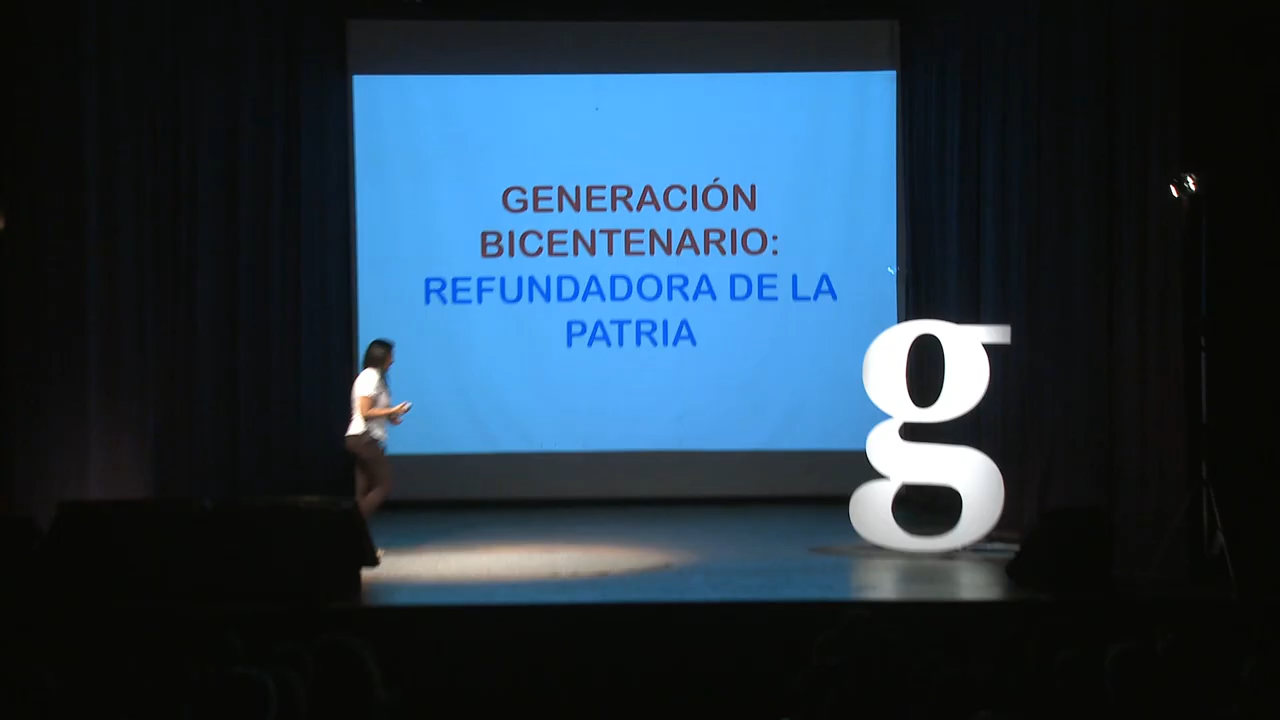 GENERACIÓN
BICENTENARIO:
REFUNDADORA DE LA
PATRIA
g